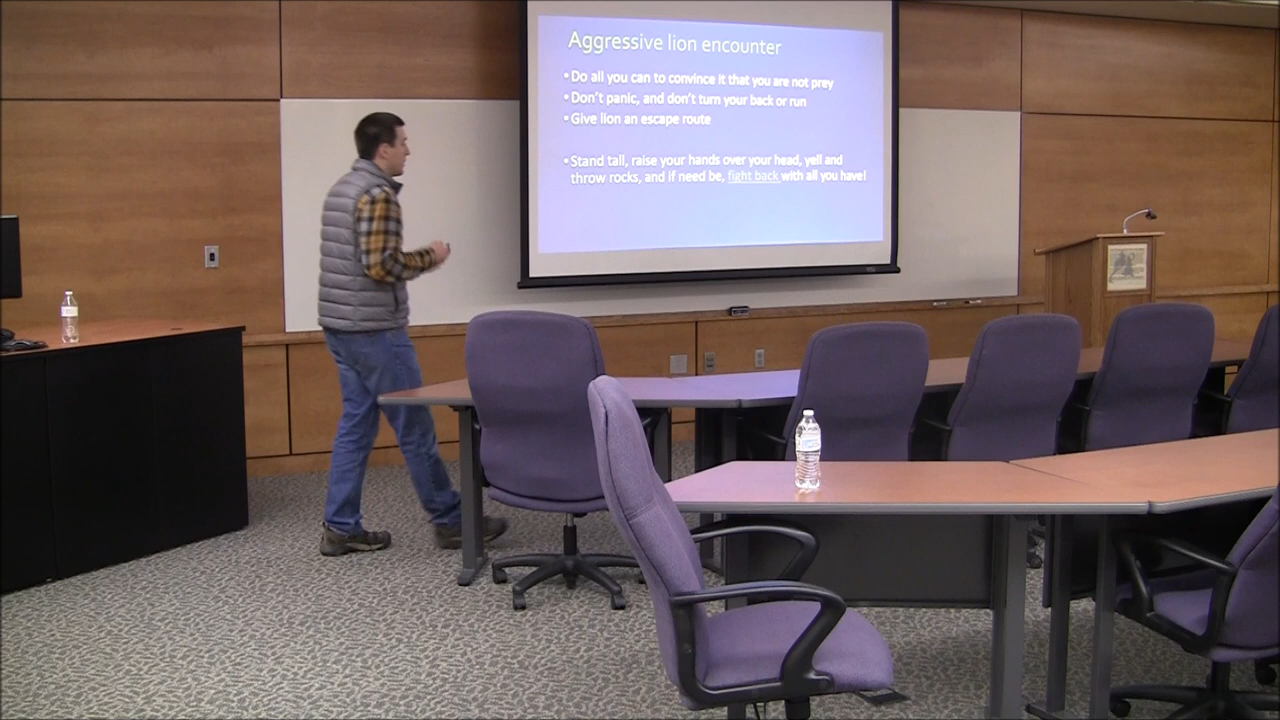 Aggressive lion encounter
• Do all you can to convince it that you are not prey
• Don't panic, and don't turn your back or run
• Give lion an escape route
• Stand tall, raise your hands over your head, yell and
throw rocks, and if need be, fight back with all you have!